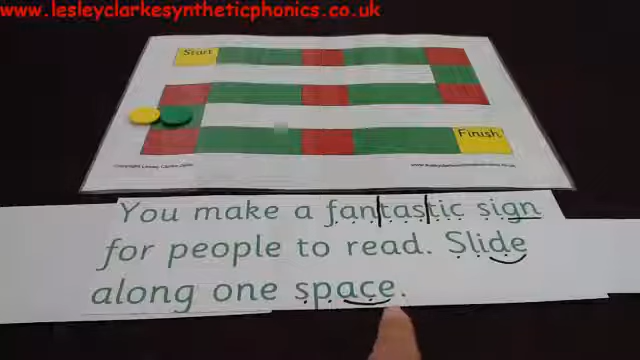 www.lesleyclarkesyntheticphonics.co.uk
Start
Finish
You make a fantastic sign
for people to read. Slide
along one space.